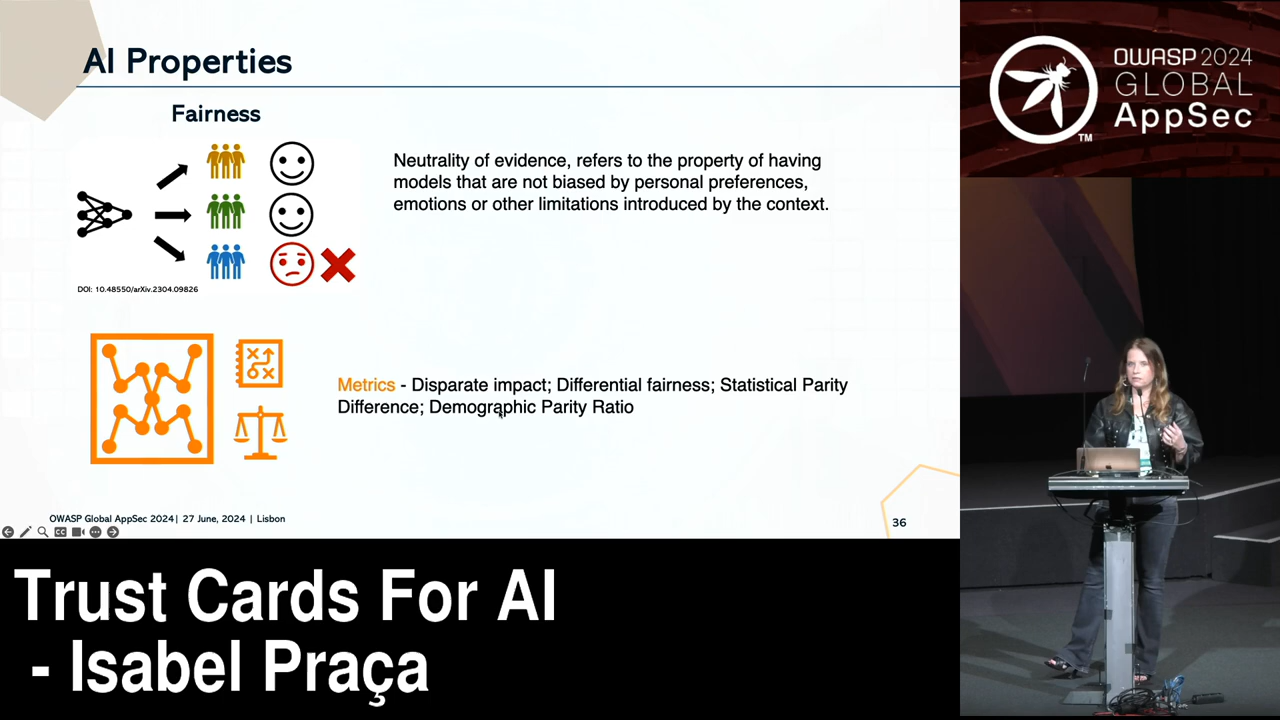 AI Properties
Fairness
Neutrality of evidence, refers to the property of having
models that are not biased by personal preferences,
emotions or other limitations introduced by the context.
DOI: 10.48550/arXiv.2304.09826
Metrics - Disparate impact; Differential fairness; Statistical Parity
Difference; Demographic Parity Ratio
OWASP Global AppSec 2024| 27 June, 2024 | Lisbon
36
CC
OWASP 2024
GLOBAL
AppSec
TM
Trust Cards For AI
- Isabel Praça